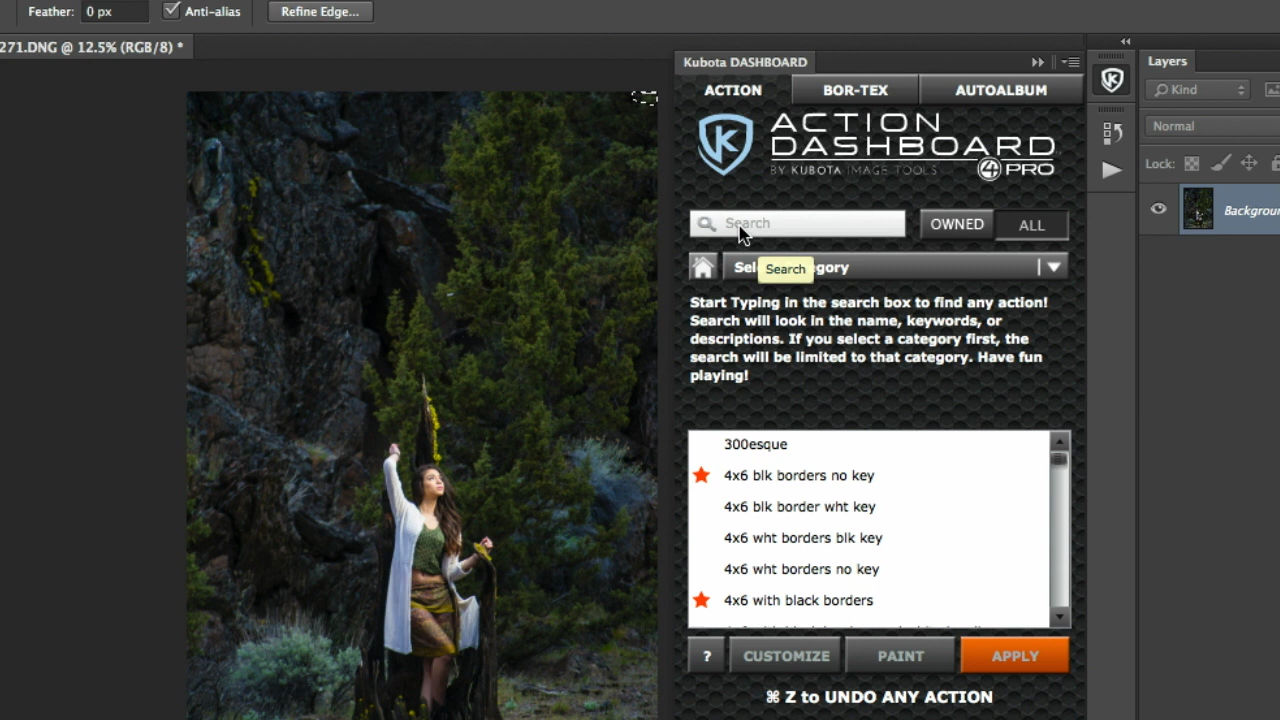 Feather: 0 px
Anti-alias
Refine Edge...
271.DNG @ 12.5% (RGB/8) *
Kubota DASHBOARD
Layers
ACTION
BOR-TEX
AUTOALBUM
Kind
K
ACTION
DASHBOARD
BY KUBOTA IMAGE TOOLS
4 PRO
Normal
Lock:
Search
OWNED
ALL
Backgroun
Search
Start Typing in the search box to find any action!
Search will look in the name, keywords, or
descriptions. If you select a category first, the
search will be limited to that category. Have fun
playing!
300esque
4x6 blk borders no key
4x6 blk border wht key
4x6 wht borders blk key
4x6 wht borders no key
4x6 with black borders
?
CUSTOMIZE
PAINT
APPLY
⌘ Z to UNDO ANY ACTION